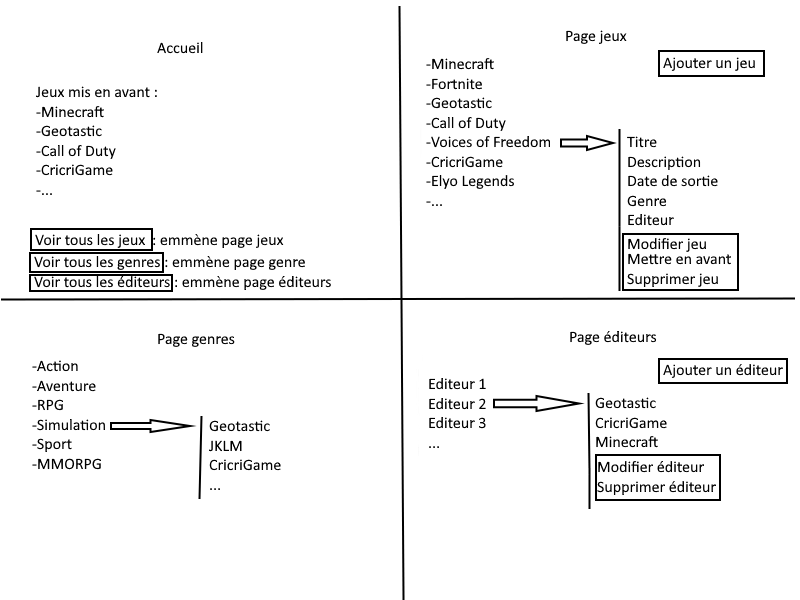 Accueil
Jeux mis en avant :
-Minecraft
-Geotastic
-Call of Duty
-CricriGame
-...
Voir tous les jeux : emmène page jeux
Voir tous les genres : emmène page genre
Voir tous les éditeurs : emmène page éditeurs
Page jeux
Ajouter un jeu
-Minecraft
-Fortnite
-Geotastic
-Call of Duty
-Voices of Freedom
-CricriGame
-Elyo Legends
-...
Titre
Description
Date de sortie
Genre
Editeur
Modifier jeu
Mettre en avant
Supprimer jeu
Page genres
-Action
-Aventure
-RPG
-Simulation
-Sport
-MMORPG
Geotastic
JKLM
CricriGame
...
Page éditeurs
Ajouter un éditeur
Editeur 1
Editeur 2
Editeur 3
...
Geotastic
CricriGame
Minecraft
Modifier éditeur
Supprimer éditeur